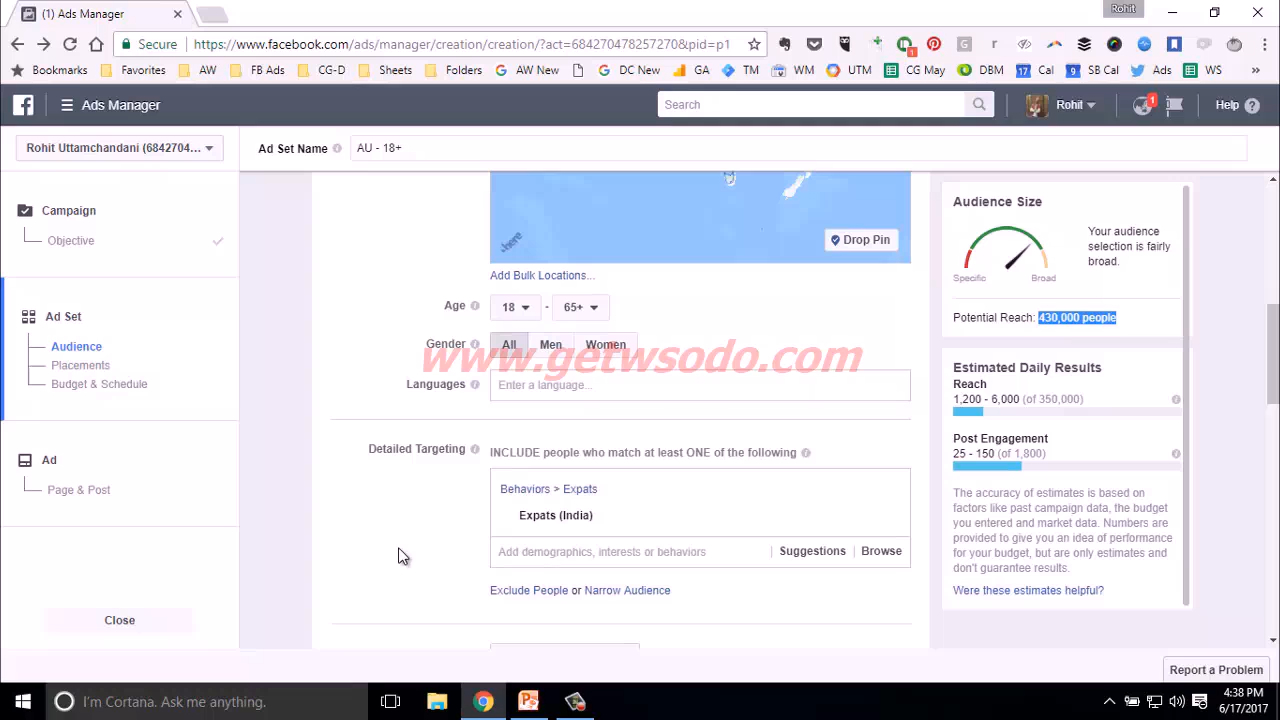 (1) Ads Manager
Rohit
Secure
https://www.facebook.com/ads/manager/creation/creation/?act=684270478257270&pid=p1
Bookmarks Favorites AW FB Ads CG-D Sheets Folders AW New DC New GA TM WM UTM CG May DBM Cal SB Cal Ads WS »
Ads Manager
Search
Rohit
1
Help
Rohit Uttamchandani (6842704...
Ad Set Name
AU - 18+
Campaign
Objective
Ad Set
Audience
Placements
Budget & Schedule
Ad
Page & Post
Close
here
Drop Pin
Add Bulk Locations...
Age
18 - 65+
Gender
All Men Women
Languages
Enter a language...
www.getwsodo.com
Detailed Targeting
INCLUDE people who match at least ONE of the following
Behaviors > Expats
Expats (India)
Add demographics, interests or behaviors
Suggestions
Browse
Exclude People or Narrow Audience
Audience Size
Specific
Broad
Your audience
selection is fairly
broad.
Potential Reach: 430,000 people
Estimated Daily Results
Reach
1,200 - 6,000 (of 350,000)
Post Engagement
25 - 150 (of 1,800)
The accuracy of estimates is based on
factors like past campaign data, the budget
you entered and market data. Numbers are
provided to give you an idea of performance
for your budget, but are only estimates and
don't guarantee results.
Were these estimates helpful?
Report a Problem
I'm Cortana. Ask me anything.
4:38 PM
6/17/2017